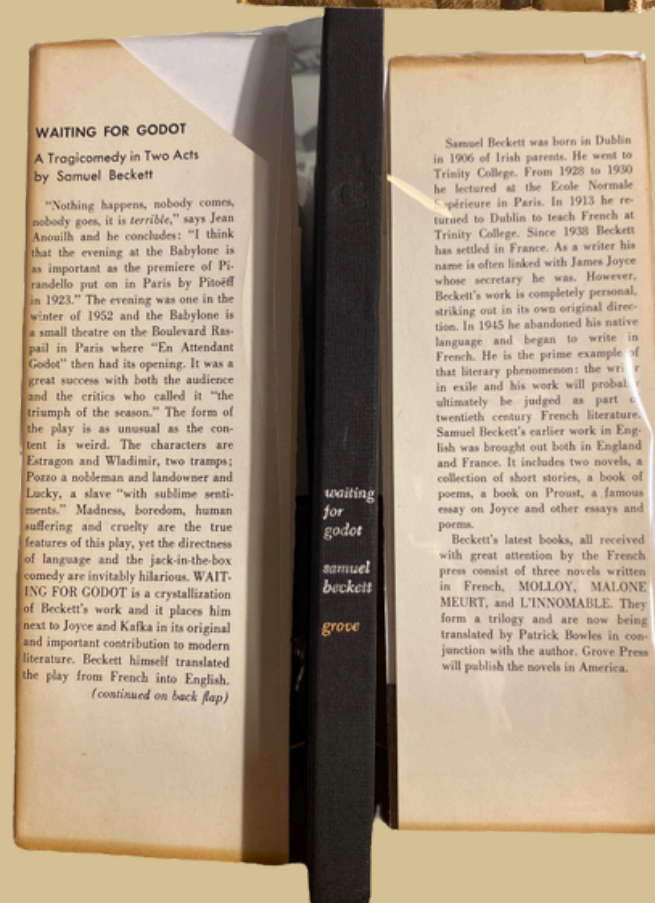 WAITING FOR GODOT
A Tragicomedy in Two Acts
by Samuel Beckett
"Nothing happens, nobody comes,
nobody goes, it is terrible," says Jean
Anouilh and he concludes: "I think
that the evening at the Babylone is
as important as the premiere of Pi-
randello put on in Paris by Pitoëff
in 1923." The evening was one in the
winter of 1952 and the Babylone is
a small theatre on the Boulevard Ras-
pail in Paris where "En Attendant
Godot" then had its opening. It was a
great success with both the audience
and the critics who called it "the
triumph of the season." The form of
the play is as unusual as the con-
tent is weird. The characters are
Estragon and Wladimir, two tramps;
Pozzo a nobleman and landowner and
Lucky, a slave "with sublime senti-
ments." Madness, boredom, human
suffering and cruelty are the true
features of this play, yet the directness
of language and the jack-in-the-box
comedy are invitably hilarious. WAIT-
ING FOR GODOT is a crystallization
of Beckett's work and it places him
next to Joyce and Kafka in its original
and important contribution to modern
literature. Beckett himself translated
the play from French into English.
(continued on back flap)
waiting
for
godot
samuel
beckett
grove
Samuel Beckett was born in Dublin
in 1906 of Irish parents. He went to
Trinity College. From 1928 to 1930
he lectured at the Ecole Normale
Supérieure in Paris. In 1913 he re-
turned to Dublin to teach French at
Trinity College. Since 1938 Beckett
has settled in France. As a writer his
name is often linked with James Joyce
whose secretary he was. However,
Beckett's work is completely personal,
striking out in its own original direc-
tion. In 1945 he abandoned his native
language and began to write in
French. He is the prime example of
that literary phenomenon: the writer
in exile and his work will probably
ultimately be judged as part of
twentieth century French literature.
Samuel Beckett's earlier work in Eng-
lish was brought out both in England
and France. It includes two novels, a
collection of short stories, a book of
poems, a book on Proust, a famous
essay on Joyce and other essays and
poems.
Beckett's latest books, all received
with great attention by the French
press consist of three novels written
in French, MOLLOY, MALONE
MEURT, and L'INNOMABLE. They
form a trilogy and are now being
translated by Patrick Bowles in con-
junction with the author. Grove Press
will publish the novels in America.